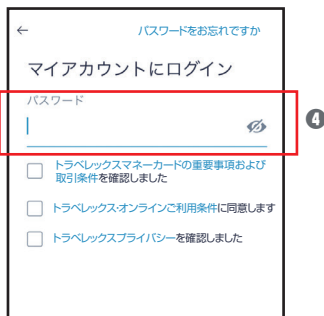 ← パスワードをお忘れですか
マイアカウントにログイン
パスワード
❹
トラベレックスマネーカードの重要事項および
取引条件を確認しました
トラベレックス・オンラインご利用条件に同意します
トラベレックスプライバシーを確認しました